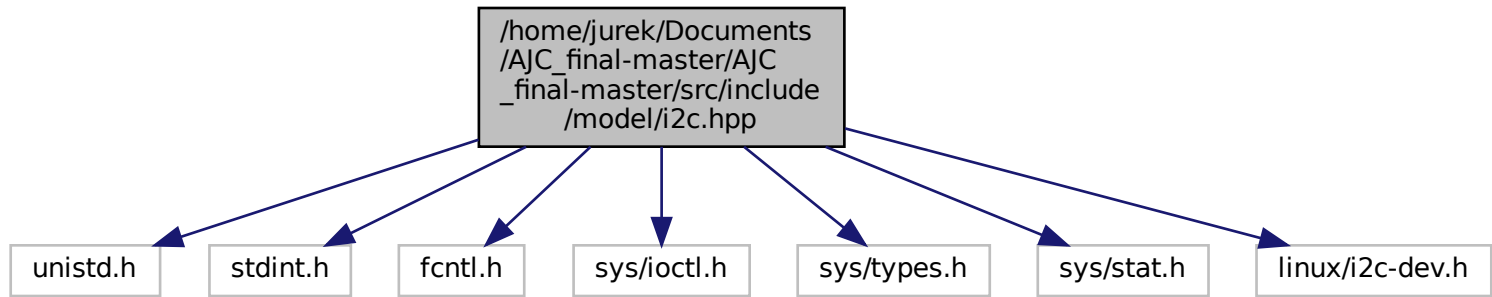 /home/jurek/Documents
/AJC_final-master/AJC
_final-master/src/include
/model/i2c.hpp
unistd.h
stdint.h
fcntl.h
sys/ioctl.h
sys/types.h
sys/stat.h
linux/i2c-dev.h